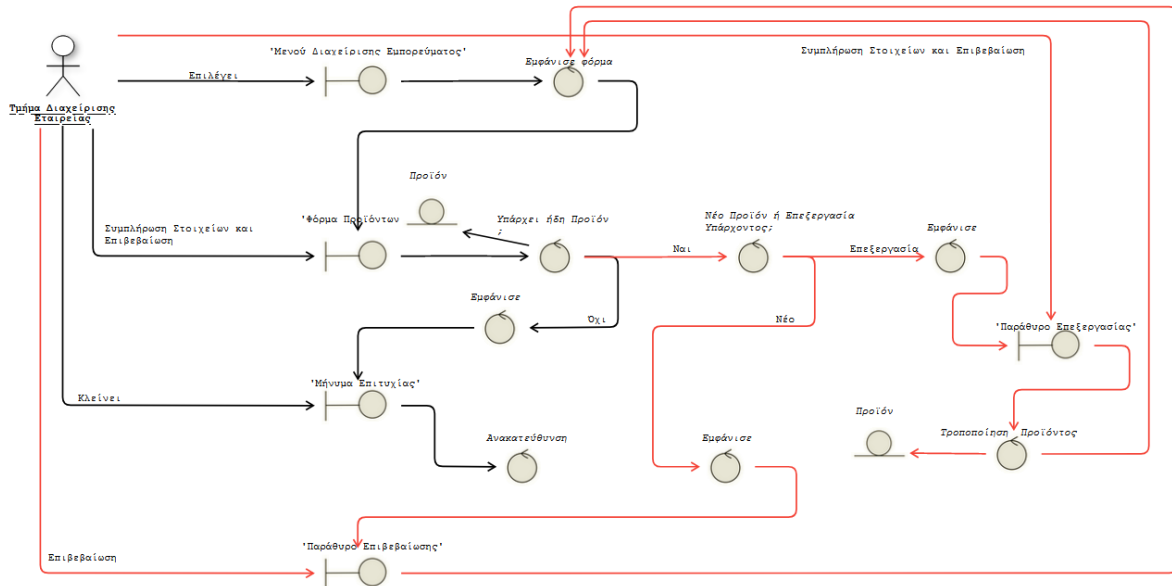 'Μενού Διαχείρισης Εμπορεύματος'
Συμπλήρωση Στοιχείων και Επιβεβαίωση
Εμφάνισε φόρμα
Επιλέγει
Τμήμα Διαχείρισης
Εταιρείας
Προϊόν
'Φόρμα Προϊόντων
Υπάρχει ήδη Προϊόν
;
Νέο Προϊόν ή Επεξεργασία
Υπάρχοντος;
Εμφάνισε
Συμπλήρωση Στοιχείων και
Επιβεβαίωση
Ναι
Επεξεργασία
Εμφάνισε
Όχι
Νέο
'Παράθυρο Επεξεργασίας'
'Μήνυμα Επιτυχίας'
Κλείνει
Προϊόν
Τροποποίηση Προϊόντος
Ανακατεύθυνση
Εμφάνισε
'Παράθυρο Επιβεβαίωσης'
Επιβεβαίωση